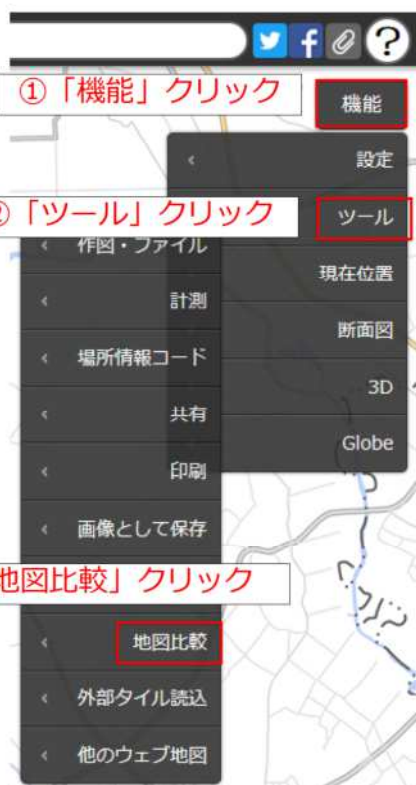 ?
①「機能」クリック
機能
設定
「ツール」クリック
ツール
作図・ファイル
現在位置
計測
断面図
場所情報コード
3D
共有
Globe
印刷
画像として保存
地図比較」クリック
地図比較
外部タイル読込
他のウェブ地図